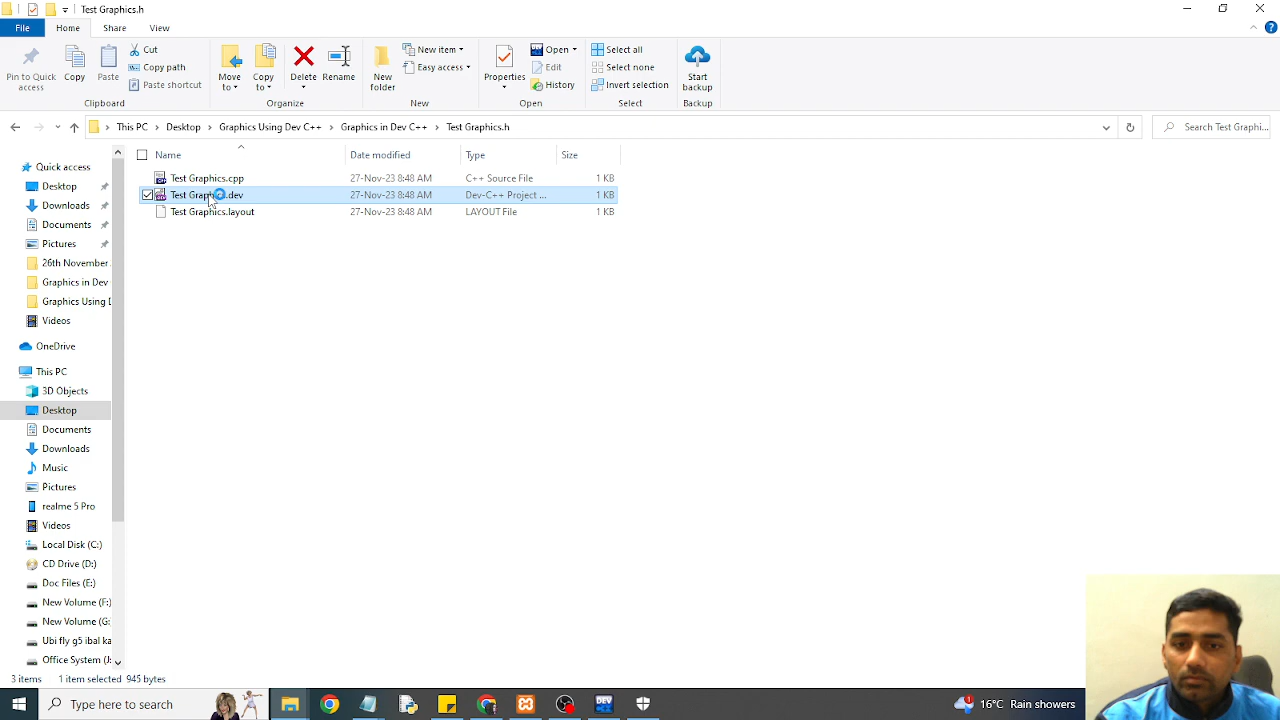 Test Graphics.h
File Home Share View
Pin to Quick access
Copy
Paste
Cut
Copy path
Paste shortcut
Clipboard
Move to
Copy to
Delete
Rename
Organize
New folder
New item
Easy access
New
Properties
Open
Edit
History
Open
Select all
Select none
Invert selection
Select
Start backup
Backup
This PC > Desktop > Graphics Using Dev C++ > Graphics in Dev C++ > Test Graphics.h
Search Test Graphi...
Name Date modified Type Size
Test Graphics.cpp 27-Nov-23 8:48 AM C++ Source File 1 KB
Test Graphics.dev 27-Nov-23 8:48 AM Dev-C++ Project ... 1 KB
Test Graphics.layout 27-Nov-23 8:48 AM LAYOUT File 1 KB
Quick access
Desktop
Downloads
Documents
Pictures
26th November
Graphics in Dev
Graphics Using D
Videos
OneDrive
This PC
3D Objects
Desktop
Documents
Downloads
Music
Pictures
realme 5 Pro
Videos
Local Disk (C:)
CD Drive (D:)
Doc Files (E:)
New Volume (F:)
New Volume (G:
Ubi fly g5 ibal ka
Office System (J:
3 items 1 item selected 945 bytes
Type here to search
DEV
16°C Rain showers